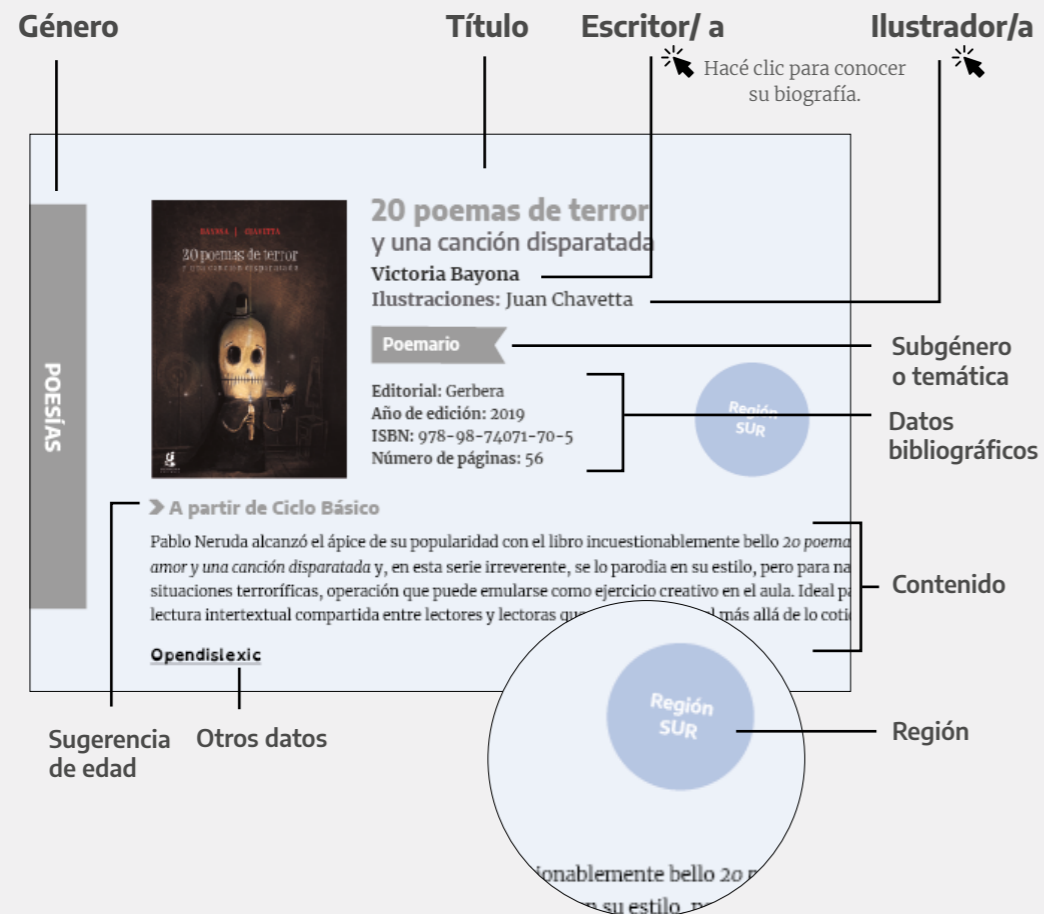 Género
Título
Escritor/ a
Ilustrador/a
Hacé clic para conocer
su biografía.
POESÍAS
BAYONA | CHAVETTA
20 poemas de terror
y una canción disparatada
20 poemas de terror
y una canción disparatada
Victoria Bayona
Ilustraciones: Juan Chavetta
Poemario
Editorial: Gerbera
Año de edición: 2019
ISBN: 978-98-74071-70-5
Número de páginas: 56
Región
SUR
Subgénero
o temática
Datos
bibliográficos
A partir de Ciclo Básico
Pablo Neruda alcanzó el ápice de su popularidad con el libro incuestionablemente bello 20 poema
amor y una canción disparatada y, en esta serie irreverente, se lo parodia en su estilo, pero para na
situaciones terroríficas, operación que puede emularse como ejercicio creativo en el aula. Ideal pa
lectura intertextual compartida entre lectores y lectoras qu más allá de lo coti
Opendislexic
Contenido
Sugerencia
de edad
Otros datos
Región
SUR
Región
ionablemente bello 20 p
su estilo, pe